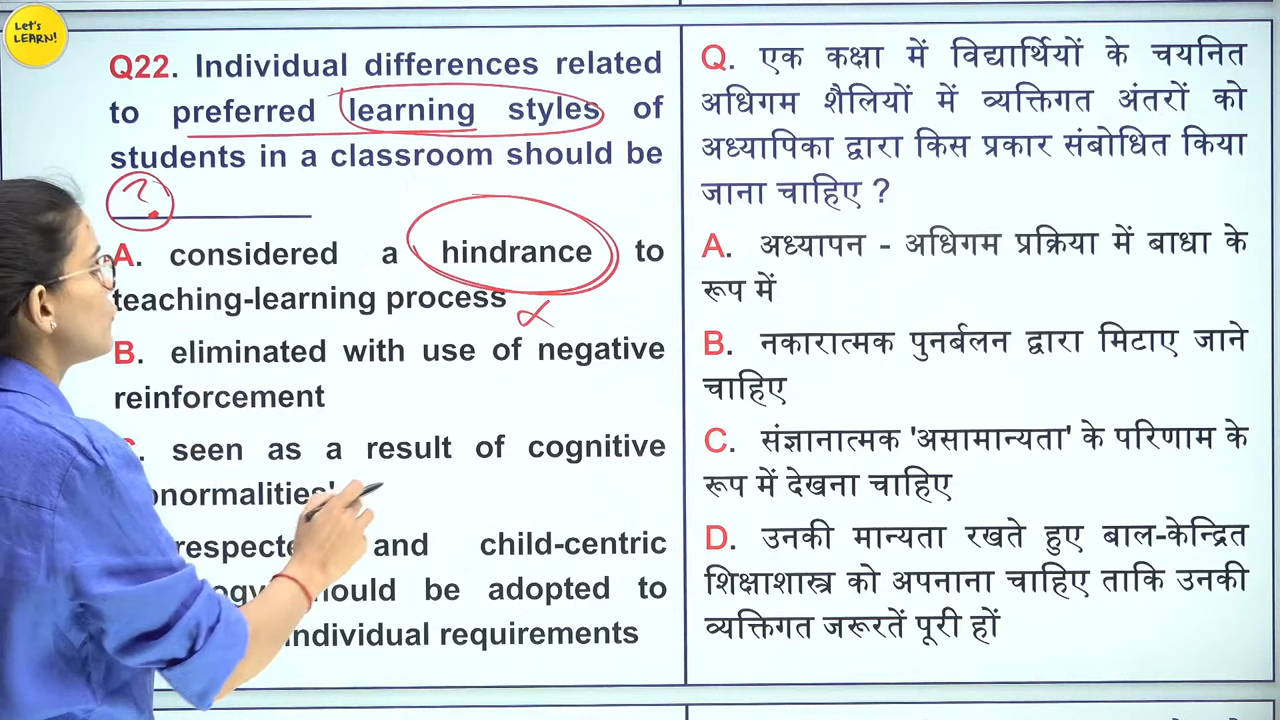 Let's
LEARN!
Q22. Individual differences related
to preferred learning styles of
students in a classroom should be
?
A. considered a hindrance to
teaching-learning process
B. eliminated with use of negative
reinforcement
seen as a result of cognitive
and child-centric
be adopted to
individual requirements
Q. एक कक्षा में विद्यार्थियों के चयनित
अधिगम शैलियों में व्यक्तिगत अंतरों को
अध्यापिका द्वारा किस प्रकार संबोधित किया
जाना चाहिए ?
A. अध्यापन - अधिगम प्रक्रिया में बाधा के
रूप में
B. नकारात्मक पुनर्बलन द्वारा मिटाए जाने
चाहिए
C. संज्ञानात्मक 'असामान्यता' के परिणाम के
रूप में देखना चाहिए
D. उनकी मान्यता रखते हुए बाल-केन्द्रित
शिक्षाशास्त्र को अपनाना चाहिए ताकि उनकी
व्यक्तिगत जरूरतें पूरी हों